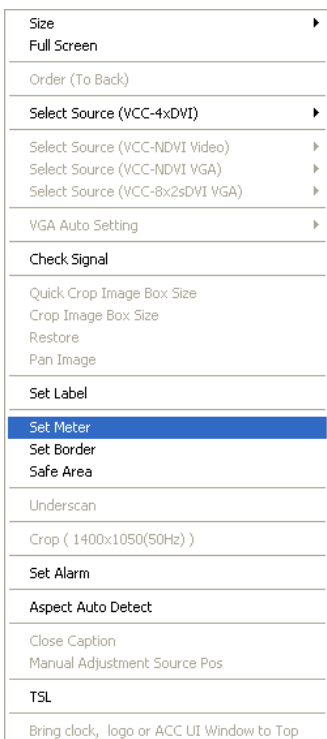 Size
Full Screen
Order (To Back)
Select Source (VCC-4xDVI)
Select Source (VCC-NDVI Video)
Select Source (VCC-NDVI VGA)
Select Source (VCC-8x2sDVI VGA)
VGA Auto Setting
Check Signal
Quick Crop Image Box Size
Crop Image Box Size
Restore
Pan Image
Set Label
Set Meter
Set Border
Safe Area
Underscan
Crop ( 1400x1050(50Hz) )
Set Alarm
Aspect Auto Detect
Close Caption
Manual Adjustment Source Pos
TSL
Bring clock, logo or ACC UI Window to Top